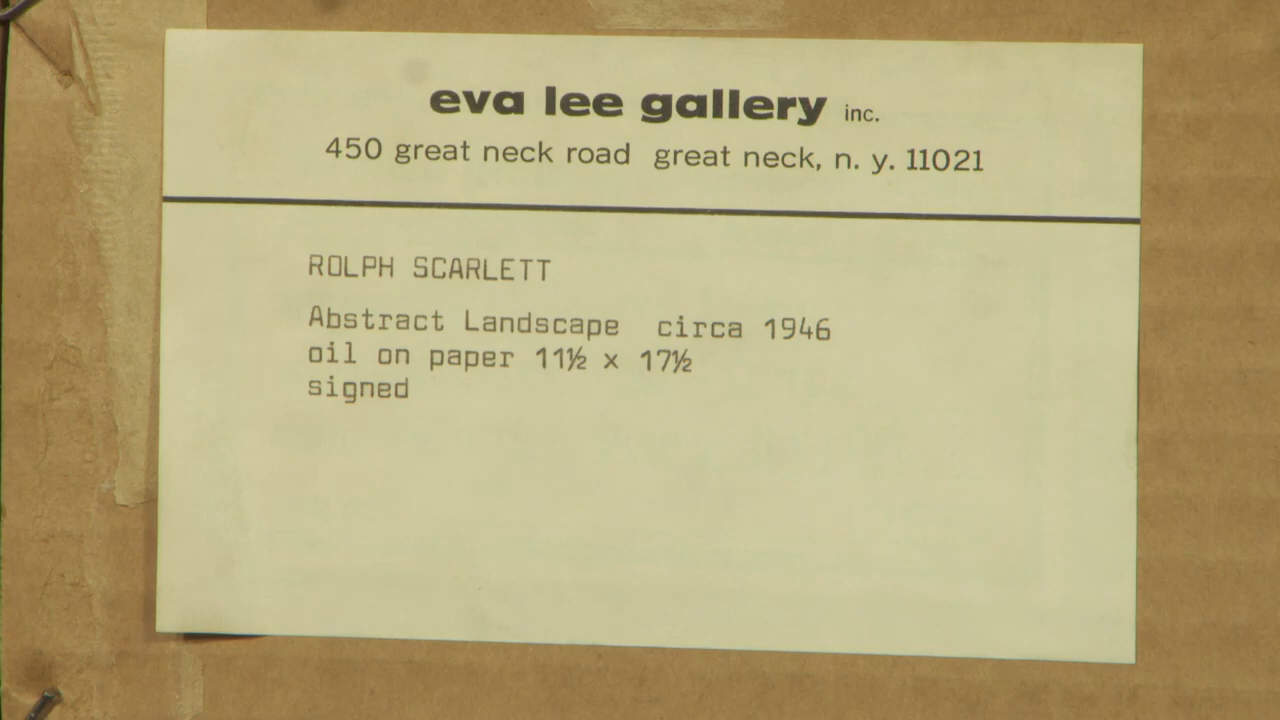 eva lee gallery inc.
450 great neck road great neck, n. y. 11021
ROLPH SCARLETT
Abstract Landscape circa 1946
oil on paper 11½ x 17½
signed